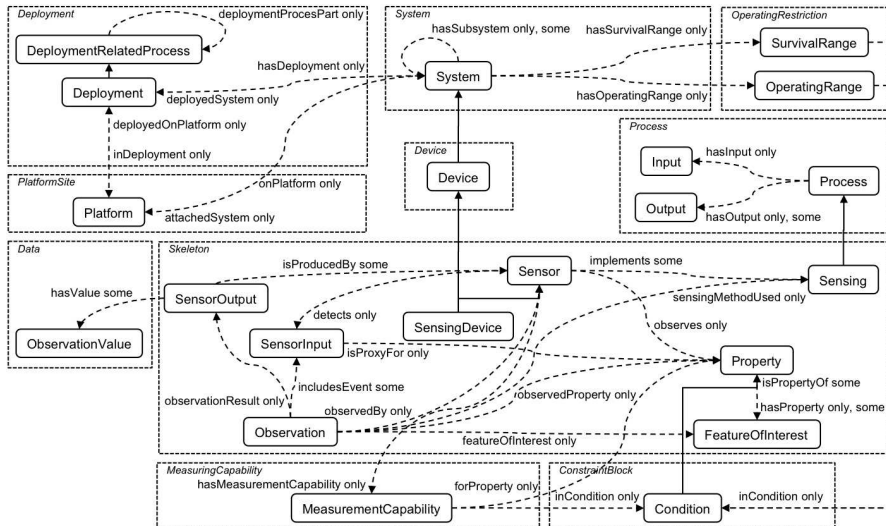 Deployment
deploymentProcesPart only
DeploymentRelatedProcess
Deployment
hasDeployment only
deployedSystem only
deployedOnPlatform only
inDeployment only
System
hasSubsystem only, some
System
hasSurvivalRange only
hasOperatingRange only
OperatingRestriction
SurvivalRange
OperatingRange
Process
Input
hasInput only
Process
Output
hasOutput only, some
Device
Device
PlatformSite
onPlatform only
Platform
attachedSystem only
Data
hasValue some
ObservationValue
Skeleton
isProducedBy some
Sensor
implements some
SensorOutput
Sensing
sensingMethodUsed only
detects only
SensingDevice
observes only
SensorInput
isProxyFor only
Property
isPropertyOf some
includesEvent some
observationResult only
observedBy only
observedProperty only
hasProperty only, some
Observation
featureOfInterest only
FeatureOfInterest
MeasuringCapability
hasMeasurementCapability only
forProperty only
MeasurementCapability
ConstraintBlock
inCondition only
Condition
inCondition only